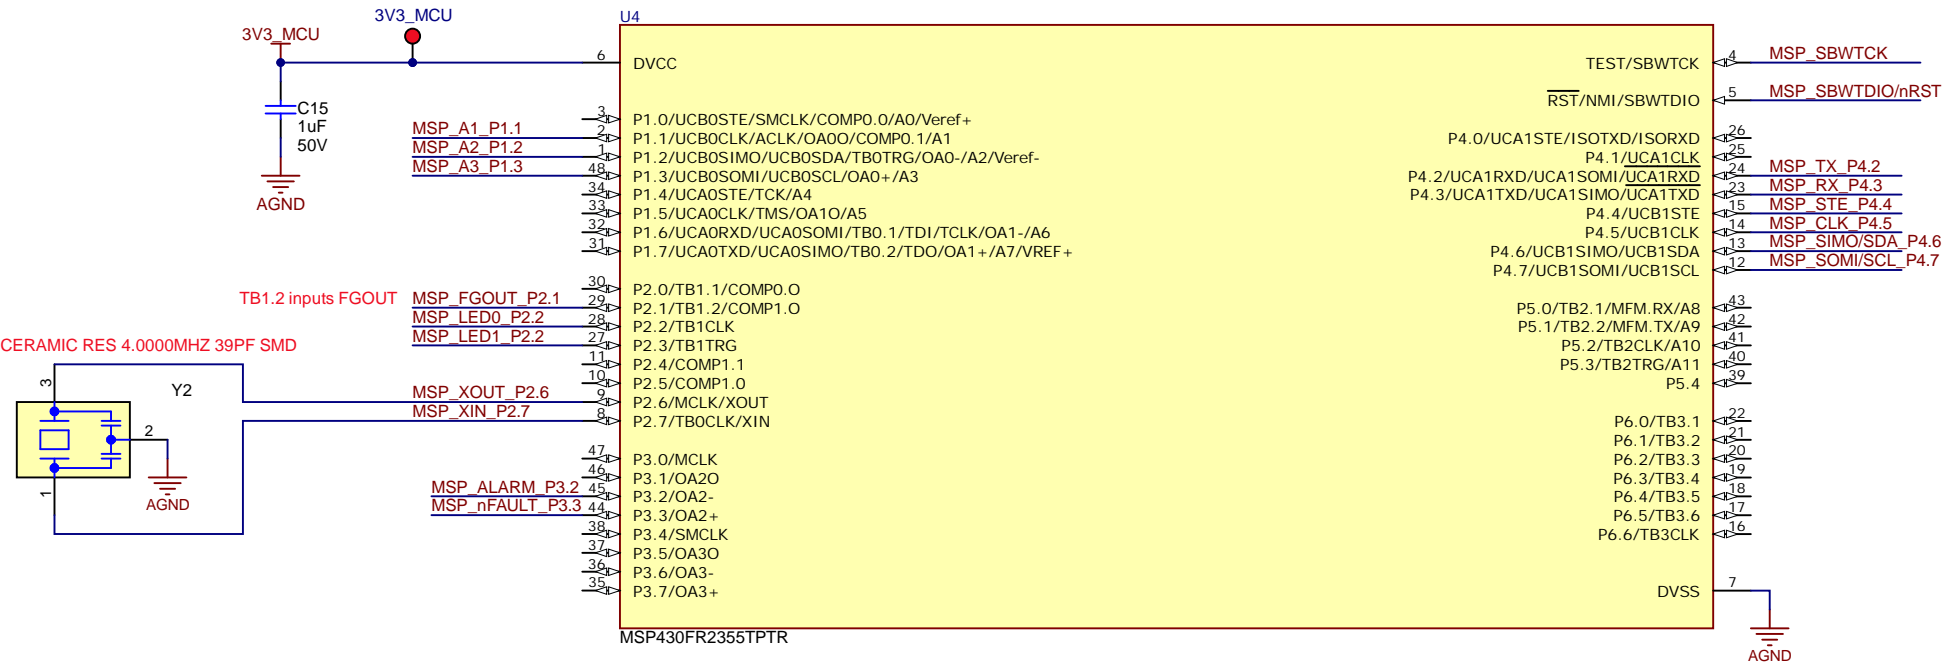 3V3_MCU
3V3_MCU
C15
1uF
50V
AGND
U4
6 DVCC
3 P1.0/UCB0STE/SMCLK/COMP0.0/A0/Veref+
MSP_A1_P1.1 2 P1.1/UCB0CLK/ACLK/OA0O/COMP0.1/A1
MSP_A2_P1.2 1 P1.2/UCB0SIMO/UCB0SDA/TB0TRG/OA0-/A2/Veref-
MSP_A3_P1.3 48 P1.3/UCB0SOMI/UCB0SCL/OA0+/A3
34 P1.4/UCA0STE/TCK/A4
33 P1.5/UCA0CLK/TMS/OA1O/A5
32 P1.6/UCA0RXD/UCA0SOMI/TB0.1/TDI/TCLK/OA1-/A6
31 P1.7/UCA0TXD/UCA0SIMO/TB0.2/TDO/OA1+/A7/VREF+
30 P2.0/TB1.1/COMP0.O
TB1.2 inputs FGOUT MSP_FGOUT_P2.1 29 P2.1/TB1.2/COMP1.O
MSP_LED0_P2.2 28 P2.2/TB1CLK
MSP_LED1_P2.2 27 P2.3/TB1TRG
11 P2.4/COMP1.1
10 P2.5/COMP1.0
MSP_XOUT_P2.6 9 P2.6/MCLK/XOUT
MSP_XIN_P2.7 8 P2.7/TB0CLK/XIN
47 P3.0/MCLK
46 P3.1/OA2O
MSP_ALARM_P3.2 45 P3.2/OA2-
MSP_nFAULT_P3.3 44 P3.3/OA2+
38 P3.4/SMCLK
37 P3.5/OA3O
36 P3.6/OA3-
35 P3.7/OA3+
CERAMIC RES 4.0000MHZ 39PF SMD
3
Y2
2
1
AGND
TEST/SBWTCK 4 MSP_SBWTCK
RST/NMI/SBWTDIO 5 MSP_SBWTDIO/nRST
P4.0/UCA1STE/ISOTXD/ISORXD 26
P4.1/UCA1CLK 25
P4.2/UCA1RXD/UCA1SOMI/UCA1RXD 24 MSP_TX_P4.2
P4.3/UCA1TXD/UCA1SIMO/UCA1TXD 23 MSP_RX_P4.3
P4.4/UCB1STE 15 MSP_STE_P4.4
P4.5/UCB1CLK 14 MSP_CLK_P4.5
P4.6/UCB1SIMO/UCB1SDA 13 MSP_SIMO/SDA_P4.6
P4.7/UCB1SOMI/UCB1SCL 12 MSP_SOMI/SCL_P4.7
P5.0/TB2.1/MFM.RX/A8 43
P5.1/TB2.2/MFM.TX/A9 42
P5.2/TB2CLK/A10 41
P5.3/TB2TRG/A11 40
P5.4 39
P6.0/TB3.1 22
P6.1/TB3.2 21
P6.2/TB3.3 20
P6.3/TB3.4 19
P6.4/TB3.5 18
P6.5/TB3.6 17
P6.6/TB3CLK 16
DVSS 7
AGND
MSP430FR2355TPTR